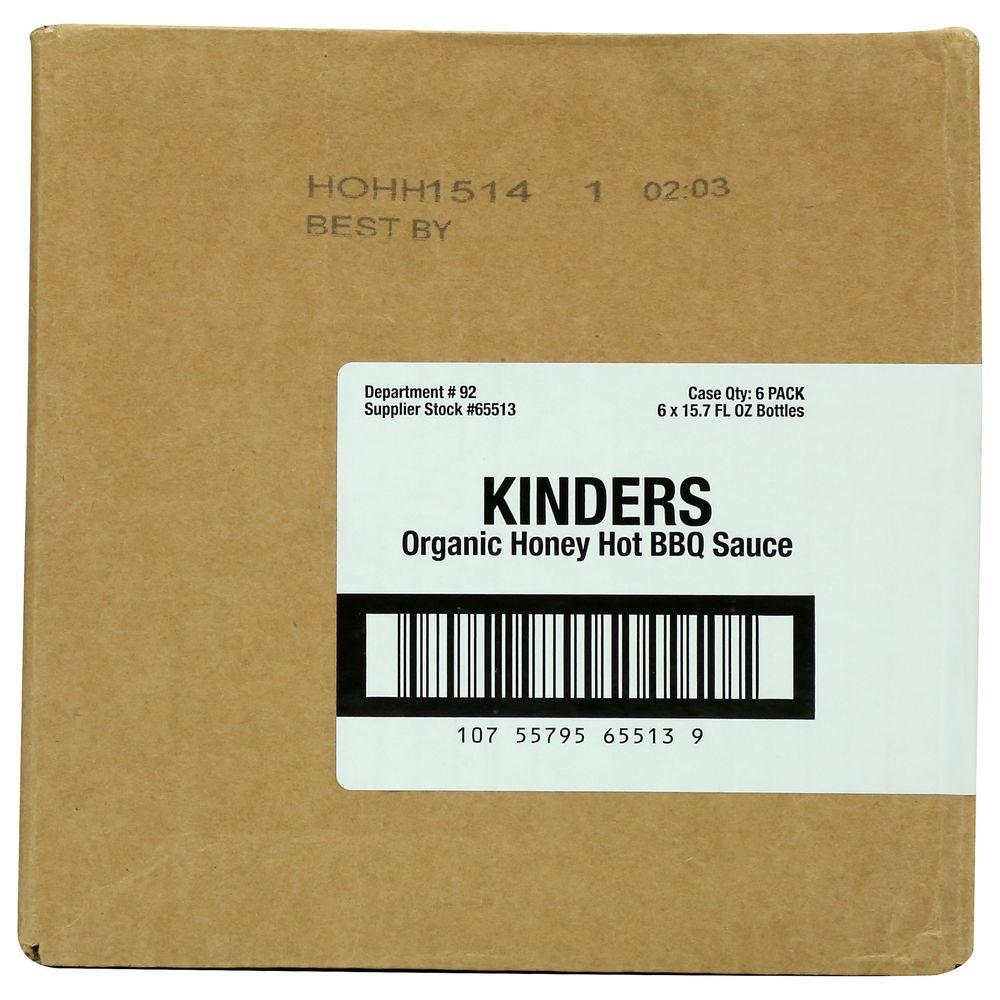 HOHH1514 1 02:03
BEST BY
Department # 92
Supplier Stock #65513
Case Qty: 6 PACK
6 x 15.7 FL OZ Bottles
KINDERS
Organic Honey Hot BBQ Sauce
107 55795 65513 9